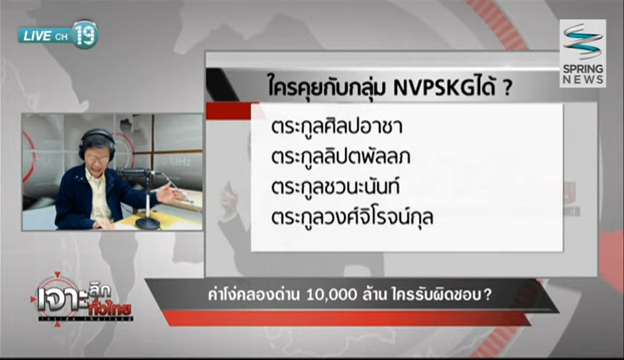 LIVE CH 19
SPRING
NEWS
ใครคุยกับกลุ่ม NVPSKGได้ ?
ตระกูลศิลปอาชา
ตระกูลลิปตพัลลภ
ตระกูลชวนะนันท์
ตระกูลวงศ์จิโรจน์กุล
เจาะลึกทั่วไทย
inside thailand
ค่าโง่คลองด่าน 10,000 ล้าน ใครรับผิดชอบ ?